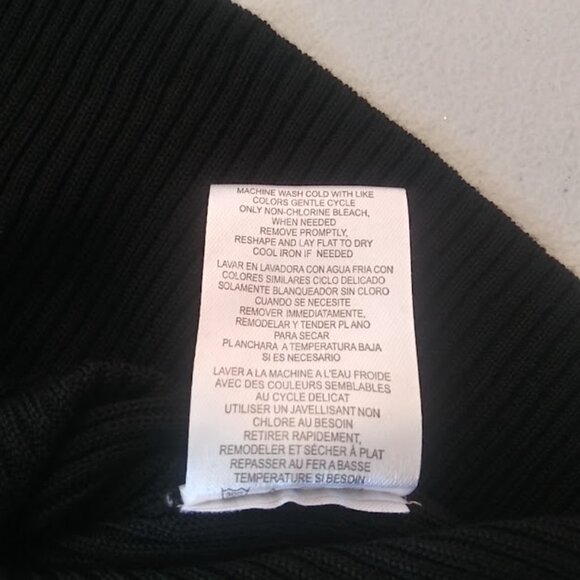 MACHINE WASH COLD WITH LIKE
COLORS GENTLE CYCLE
ONLY NON-CHLORINE BLEACH,
WHEN NEEDED
REMOVE PROMPTLY,
RESHAPE AND LAY FLAT TO DRY
COOL IRON IF NEEDED
LAVAR EN LAVADORA CON AGUA FRIA CON
COLORES SIMILARES CICLO DELICADO
SOLAMENTE BLANQUEADOR SIN CLORO
CUANDO SE NECESITE
REMOVER IMMEDIATAMENTE,
REMODELAR Y TENDER PLANO
PARA SECAR
PLANCHAR A TEMPERATURA BAJA
SI ES NECESARIO
LAVER A LA MACHINE A L'EAU FROIDE
AVEC DES COULEURS SEMBLABLES
AU CYCLE DELICAT
UTILISER UN JAVELLISANT NON
CHLORE AU BESOIN
RETIRER RAPIDEMENT,
REMODELER ET SÉCHER À PLAT
REPASSER AU FER A BASSE
TEMPERATURE SI BESOIN